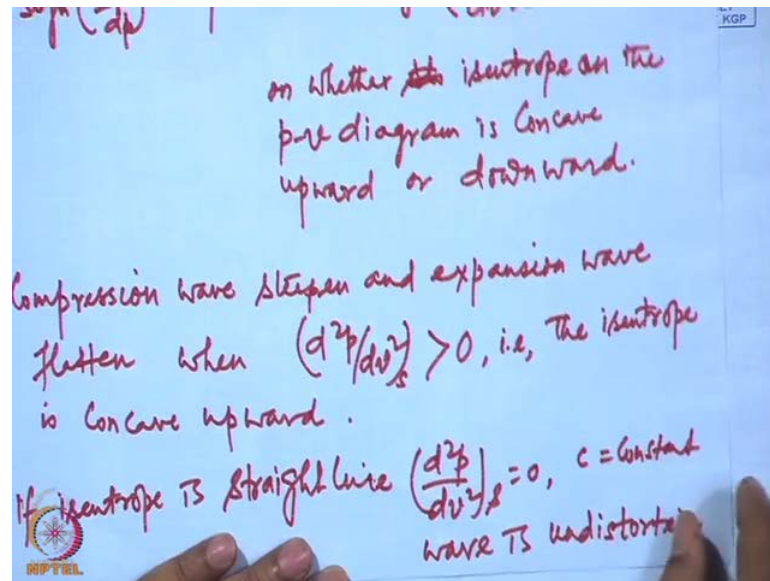 KGP
on whether isentrope on the
p-v diagram is Concave
upward or downward.
Compression wave steepen and expansion wave
flatten when (d²p/dv²)s > 0, i.e, The isentrope
is Concave upward.
If isentrope is straight line (d²p/dv²)s = 0, c = Constant
wave is undistorted
NPTEL